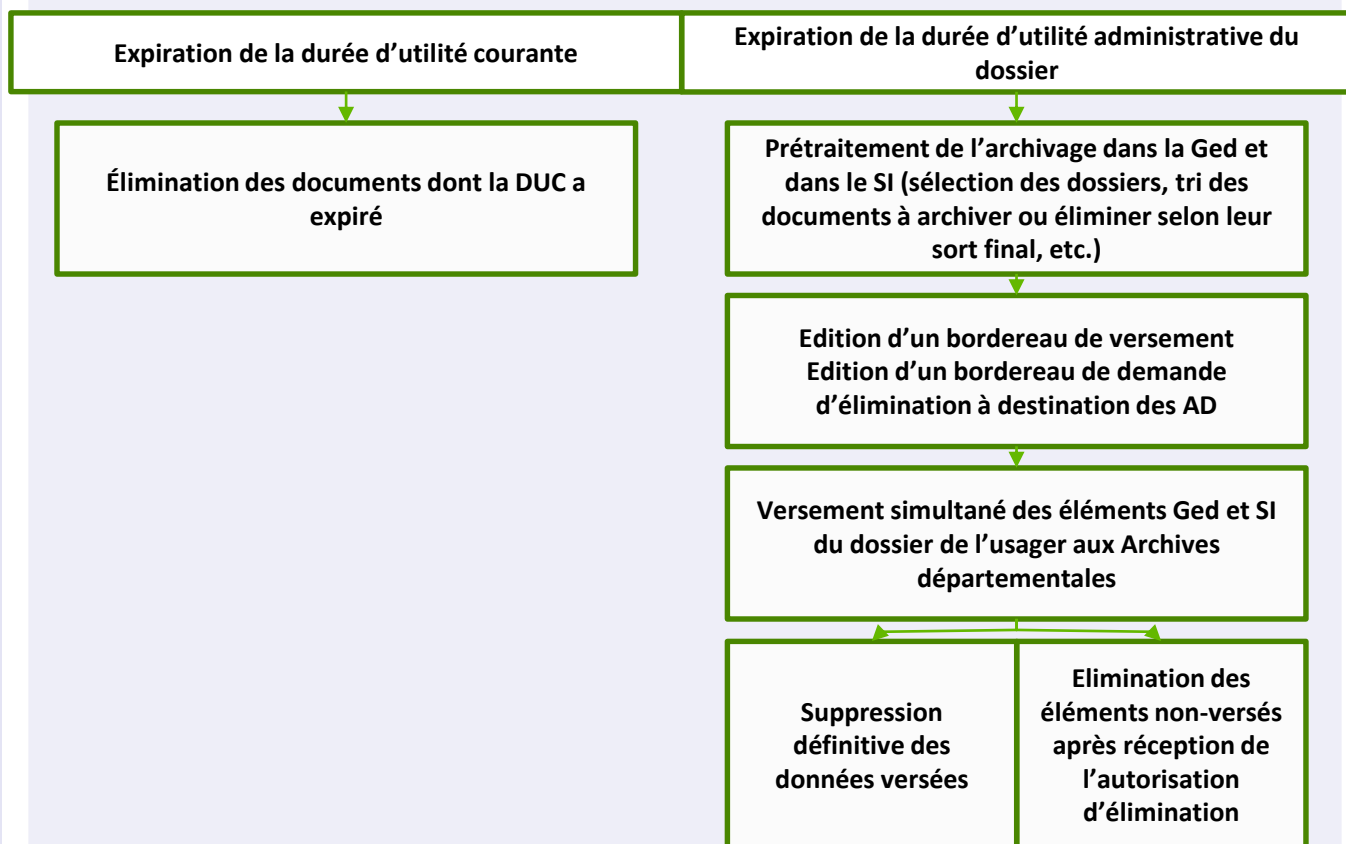 Expiration de la durée d’utilité courante
Expiration de la durée d’utilité administrative du
dossier
Élimination des documents dont la DUC a
expiré
Prétraitement de l’archivage dans la Ged et
dans le SI (sélection des dossiers, tri des
documents à archiver ou éliminer selon leur
sort final, etc.)
Edition d’un bordereau de versement
Edition d’un bordereau de demande
d’élimination à destination des AD
Versement simultané des éléments Ged et SI
du dossier de l’usager aux Archives
départementales
Suppression
définitive des
données versées
Elimination des
éléments non-versés
après réception de
l’autorisation
d’élimination